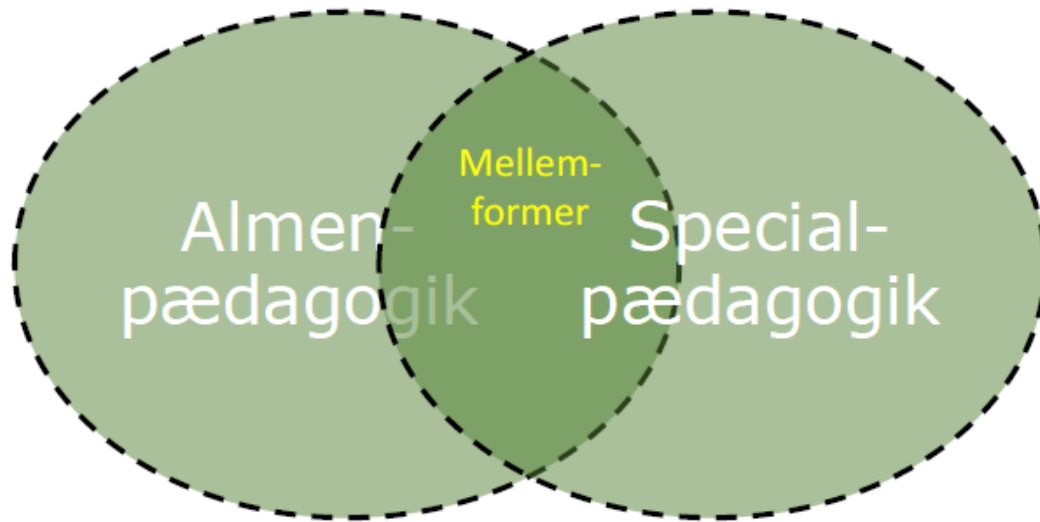 Almen-
pædagogik
Mellem-
former
Special-
pædagogik